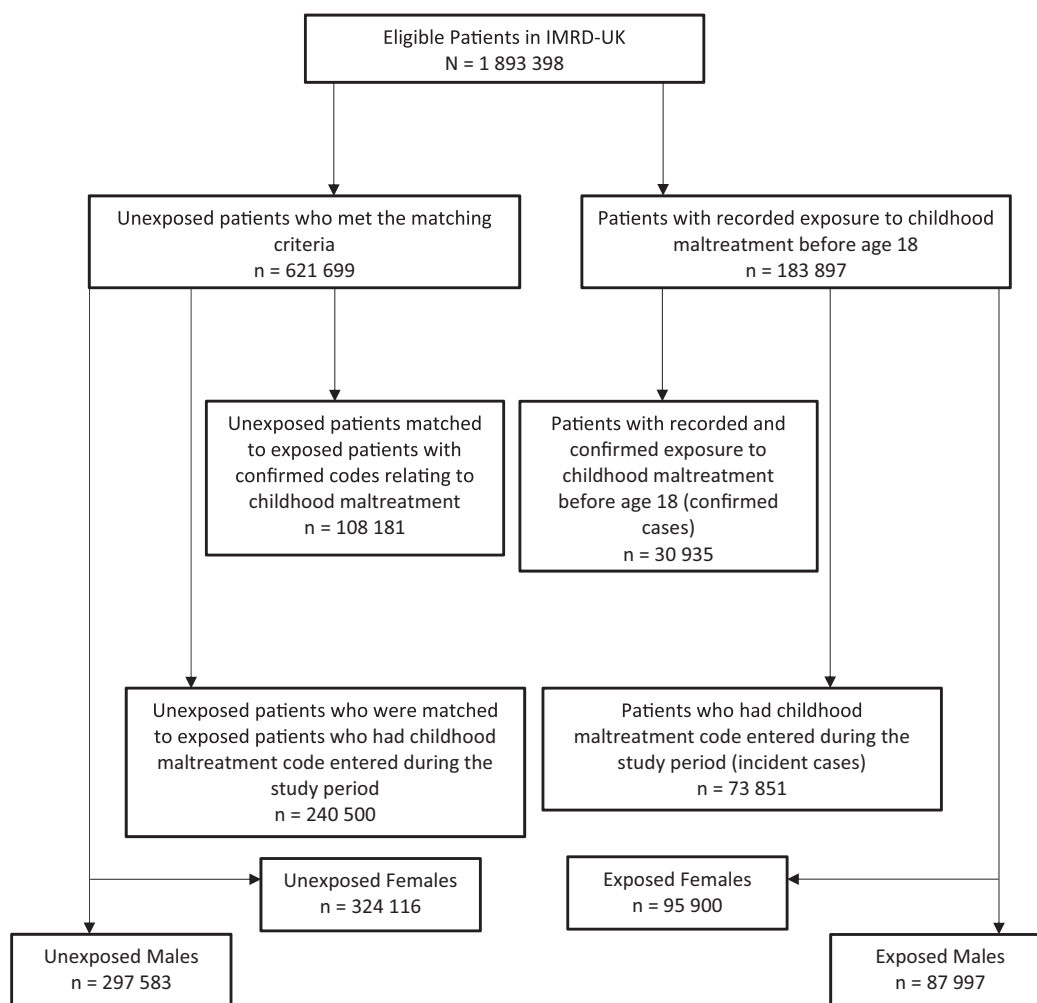 Eligible Patients in IMRD-UK
N = 1 893 398
Unexposed patients who met the matching
criteria
n = 621 699
Patients with recorded exposure to childhood
maltreatment before age 18
n = 183 897
Unexposed patients matched
to exposed patients with
confirmed codes relating to
childhood maltreatment
n = 108 181
Patients with recorded and
confirmed exposure to
childhood maltreatment
before age 18 (confirmed
cases)
n = 30 935
Unexposed patients who were matched
to exposed patients who had childhood
maltreatment code entered during the
study period
n = 240 500
Patients who had childhood
maltreatment code entered during the
study period (incident cases)
n = 73 851
Unexposed Females
n = 324 116
Exposed Females
n = 95 900
Unexposed Males
n = 297 583
Exposed Males
n = 87 997